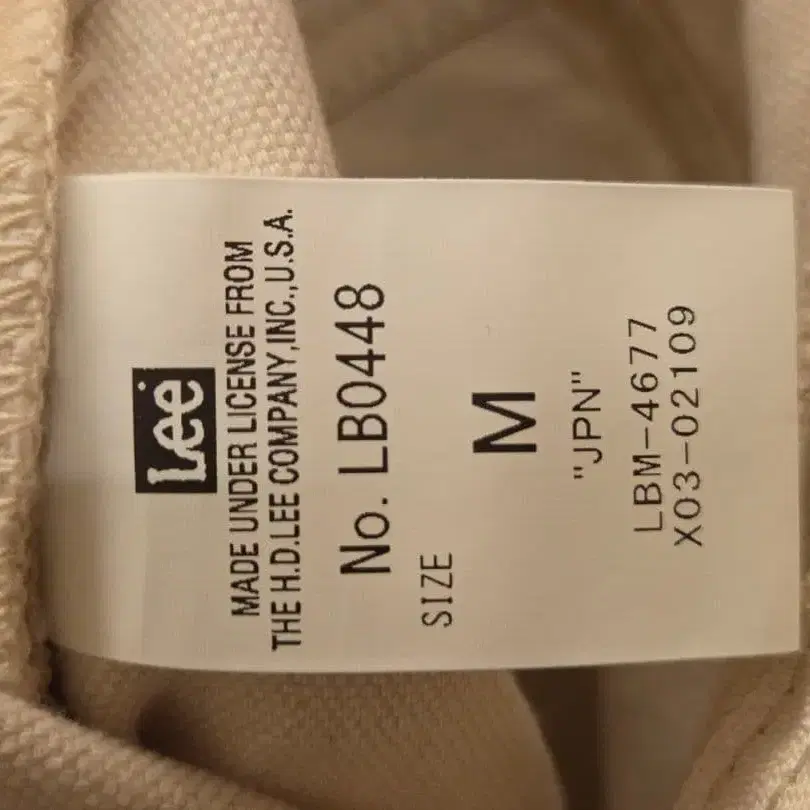 Lee
MADE UNDER LICENSE FROM
THE H.D.LEE COMPANY,INC.,U.S.A.
No. LB0448
SIZE
M
"JPN"
LBM-4677
X03-02109